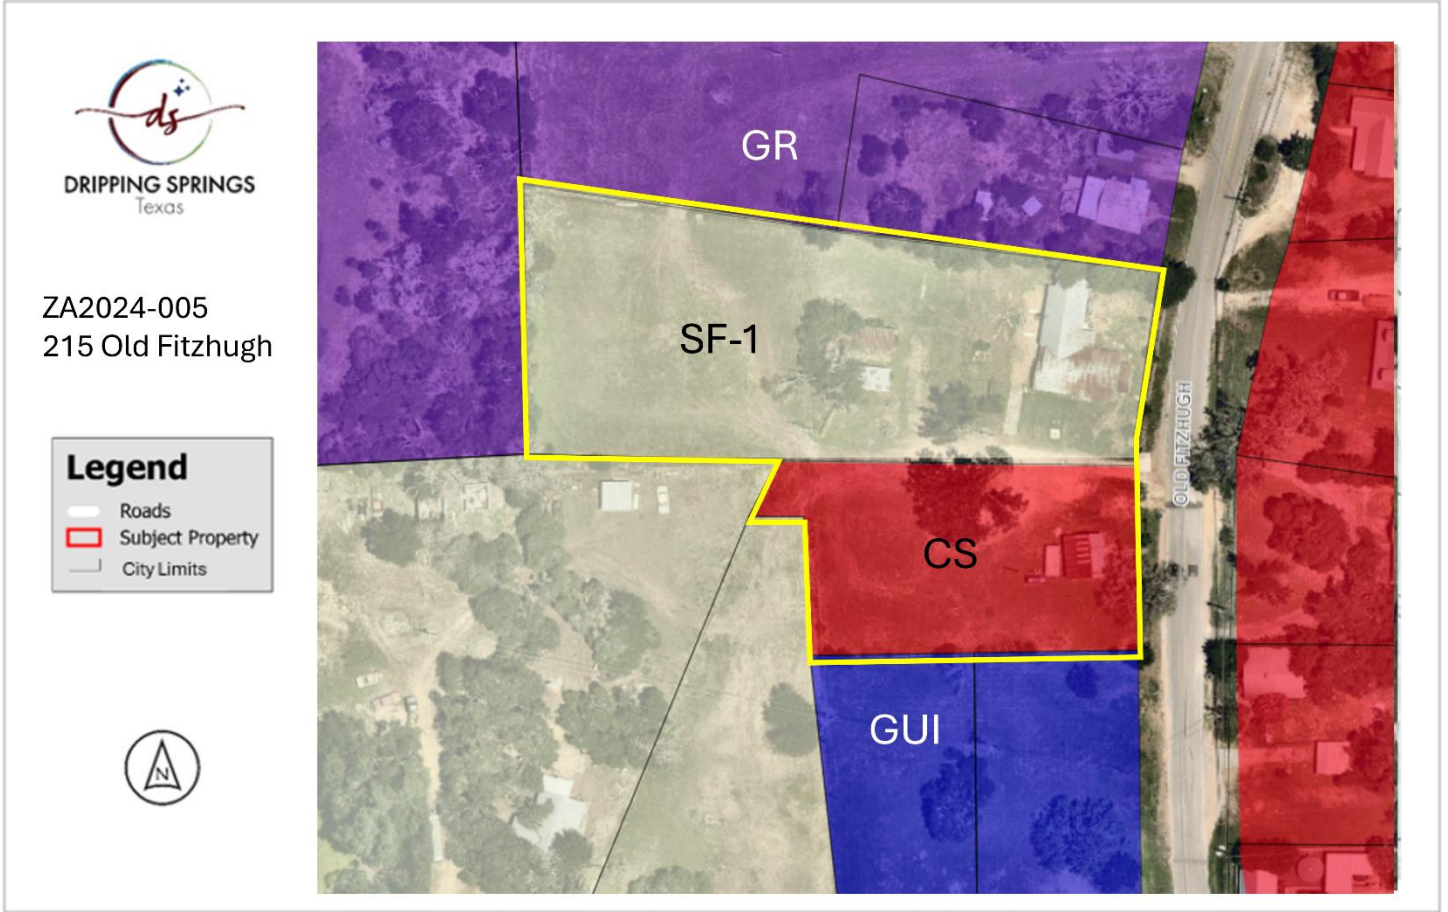 ds
DRIPPING SPRINGS
Texas
ZA2024-005
215 Old Fitzhugh
Legend
Roads
Subject Property
City Limits
N
GR
SF-1
OLD FITZHUGH
CS
GUI